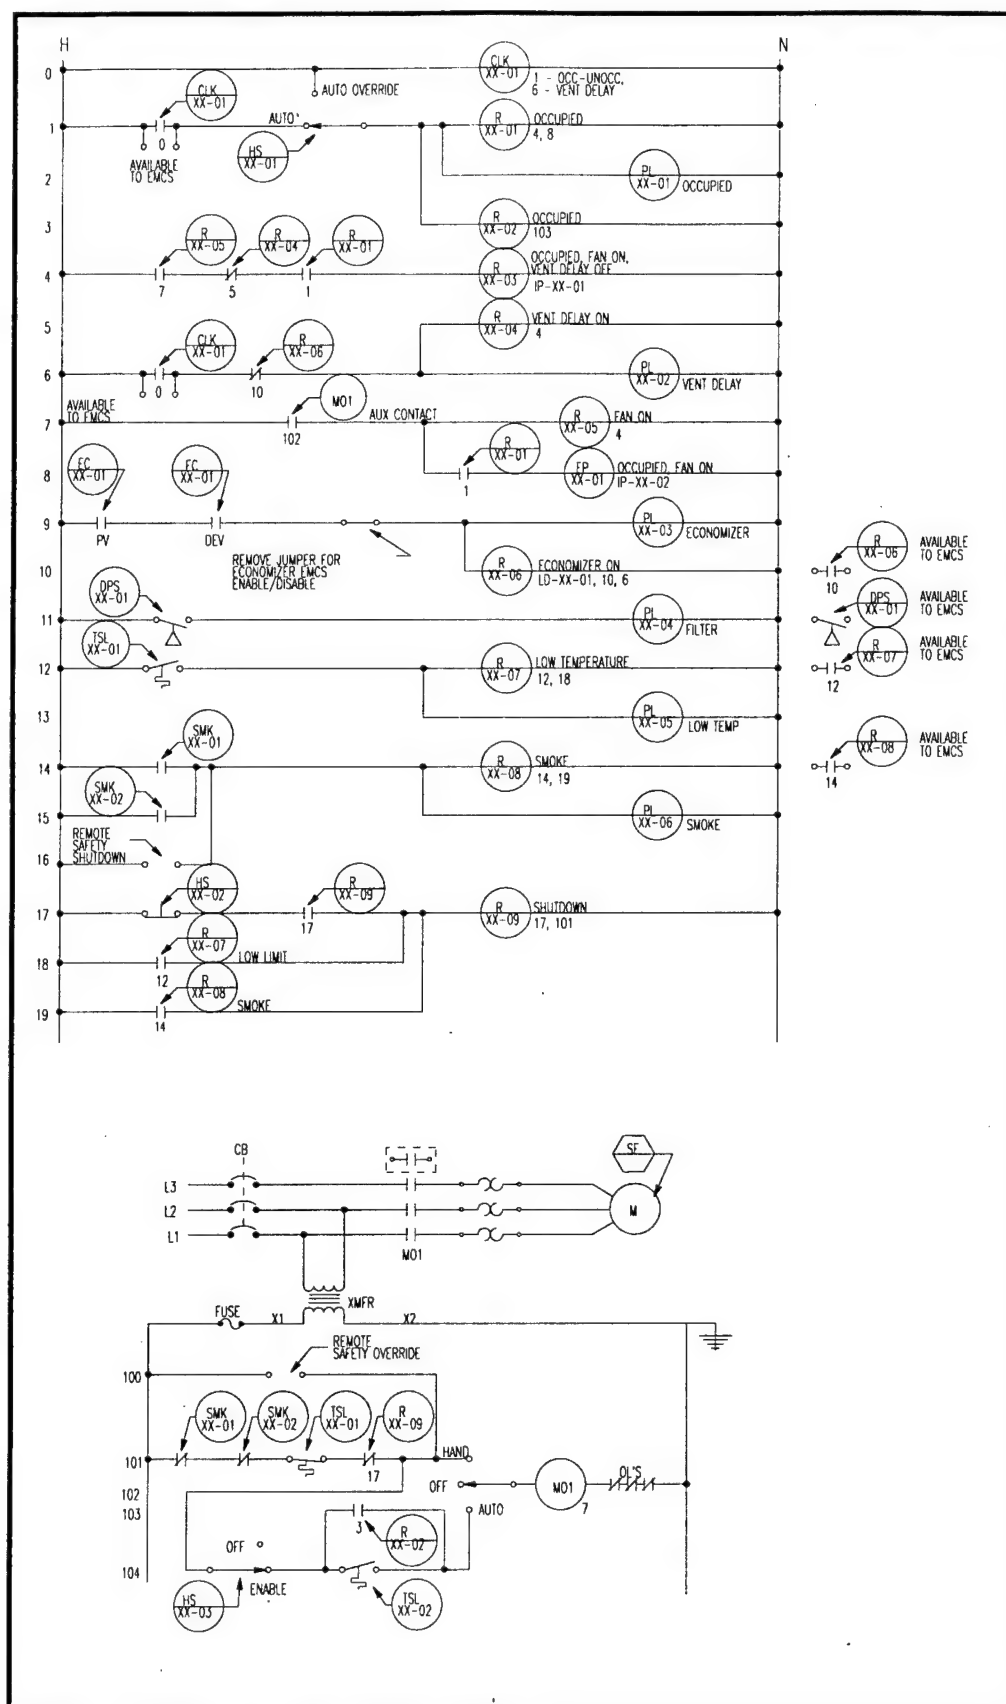 H N
0 CLK XX-01 1 - OCC-UNOCC,
6 - VENT DELAY
AUTO OVERRIDE
CLK XX-01
1 0 AUTO R XX-01 OCCUPIED
4, 8
HS XX-01
AVAILABLE
TO EMCS
2 PL XX-01 OCCUPIED
3 R XX-02 OCCUPIED
103
R XX-05 R XX-04 R XX-01
4 7 5 1 R XX-03 OCCUPIED, FAN ON,
VENT DELAY OFF
IP-XX-01
5 R XX-04 VENT DELAY ON
4
CLK XX-01 R XX-06
6 0 10 PL XX-02 VENT DELAY
AVAILABLE
TO EMCS
M01
7 102 AUX CONTACT R XX-05 FAN ON
4
R XX-01
8 1 EP XX-01 OCCUPIED, FAN ON
IP-XX-02
EC XX-01 EC XX-01
9 PV DEV PL XX-03 ECONOMIZER
REMOVE JUMPER FOR
ECONOMIZER EMCS
ENABLE/DISABLE
10 R XX-06 ECONOMIZER ON
LD-XX-01, 10, 6
R XX-06 10 AVAILABLE
TO EMCS
DPS XX-01
11 PL XX-04 FILTER
DPS XX-01 AVAILABLE
TO EMCS
TSL XX-01
12 R XX-07 LOW TEMPERATURE
12, 18
R XX-07 12 AVAILABLE
TO EMCS
13 PL XX-05 LOW TEMP
SMK XX-01
14 R XX-08 SMOKE
14, 19
R XX-08 14 AVAILABLE
TO EMCS
SMK XX-02
15 PL XX-06 SMOKE
16 REMOTE
SAFETY
SHUTDOWN
HS XX-02 R XX-09
17 17 R XX-09 SHUTDOWN
17, 101
R XX-07
18 12 LOW LIMIT
R XX-08
19 14 SMOKE
CB SF
L3
L2 M
L1 M01
XMFR
FUSE X1 X2
REMOTE
SAFETY OVERRIDE
100
SMK XX-01 SMK XX-02 TSL XX-01 R XX-09
101 17 HAND
102 OFF M01 7 OL'S
103 3 R XX-02 AUTO
OFF
104 ENABLE
HS XX-03 TSL XX-02